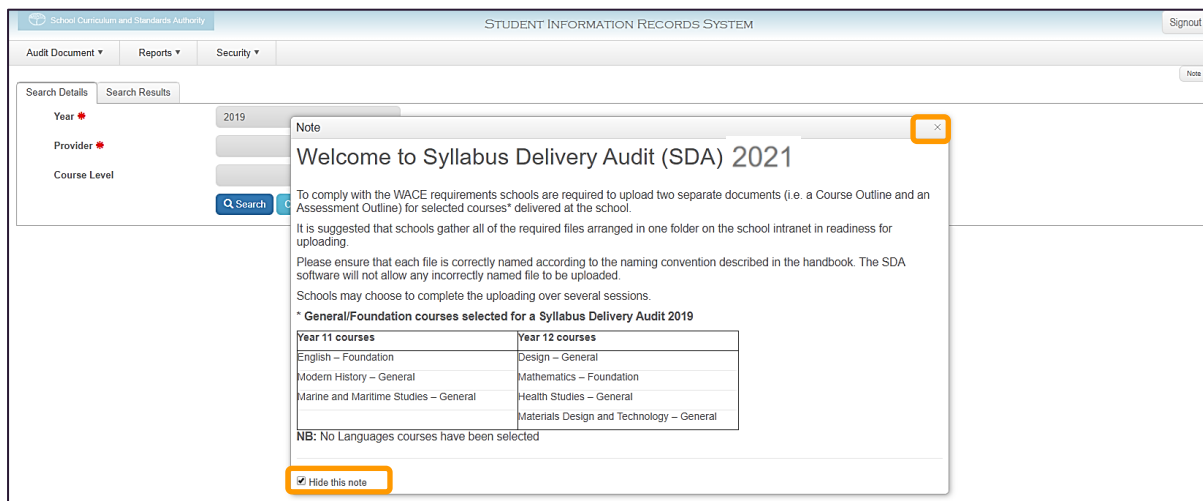 School Curriculum and Standards Authority
STUDENT INFORMATION RECORDS SYSTEM
Signout
Audit Document
Reports
Security
Note
Search Details
Search Results
Year
2019
Provider
Course Level
Search
C
Note
×
Welcome to Syllabus Delivery Audit (SDA) 2021
To comply with the WACE requirements schools are required to upload two separate documents (i.e. a Course Outline and an
Assessment Outline) for selected courses* delivered at the school.
It is suggested that schools gather all of the required files arranged in one folder on the school intranet in readiness for
uploading.
Please ensure that each file is correctly named according to the naming convention described in the handbook. The SDA
software will not allow any incorrectly named file to be uploaded.
Schools may choose to complete the uploading over several sessions.
* General/Foundation courses selected for a Syllabus Delivery Audit 2019
Year 11 courses
Year 12 courses
English – Foundation
Design – General
Modern History – General
Mathematics – Foundation
Marine and Maritime Studies – General
Health Studies – General
Materials Design and Technology – General
NB: No Languages courses have been selected
Hide this note